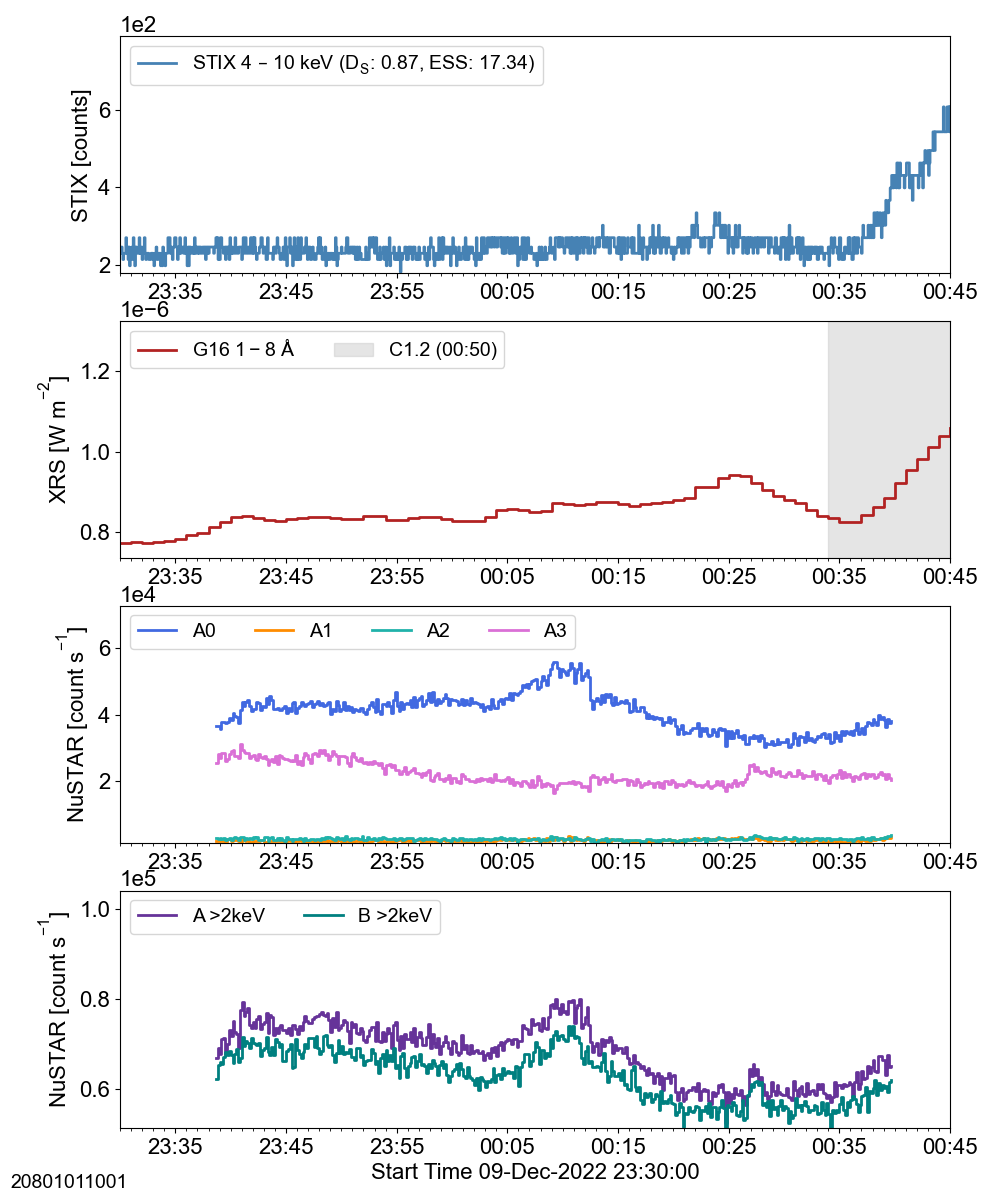 1e2
STIX 4 – 10 keV (D_S: 0.87, ESS: 17.34)
STIX [counts]
6
4
2
23:35 23:45 23:55 00:05 00:15 00:25 00:35 00:45
1e−6
G16 1 – 8 Å C1.2 (00:50)
XRS [W m⁻²]
1.2
1.0
0.8
23:35 23:45 23:55 00:05 00:15 00:25 00:35 00:45
1e4
A0 A1 A2 A3
NuSTAR [count s⁻¹]
6
4
2
23:35 23:45 23:55 00:05 00:15 00:25 00:35 00:45
1e5
A >2keV B >2keV
NuSTAR [count s⁻¹]
1.0
0.8
0.6
23:35 23:45 23:55 00:05 00:15 00:25 00:35 00:45
Start Time 09-Dec-2022 23:30:00
20801011001